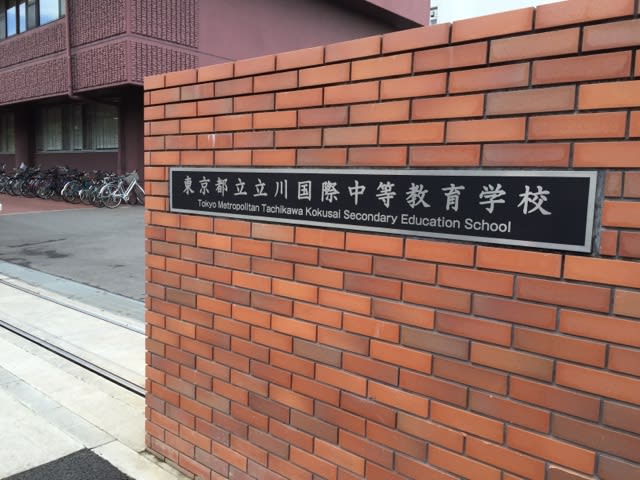 東京都立立川国際中等教育学校
Tokyo Metropolitan Tachikawa Kokusai Secondary Education School